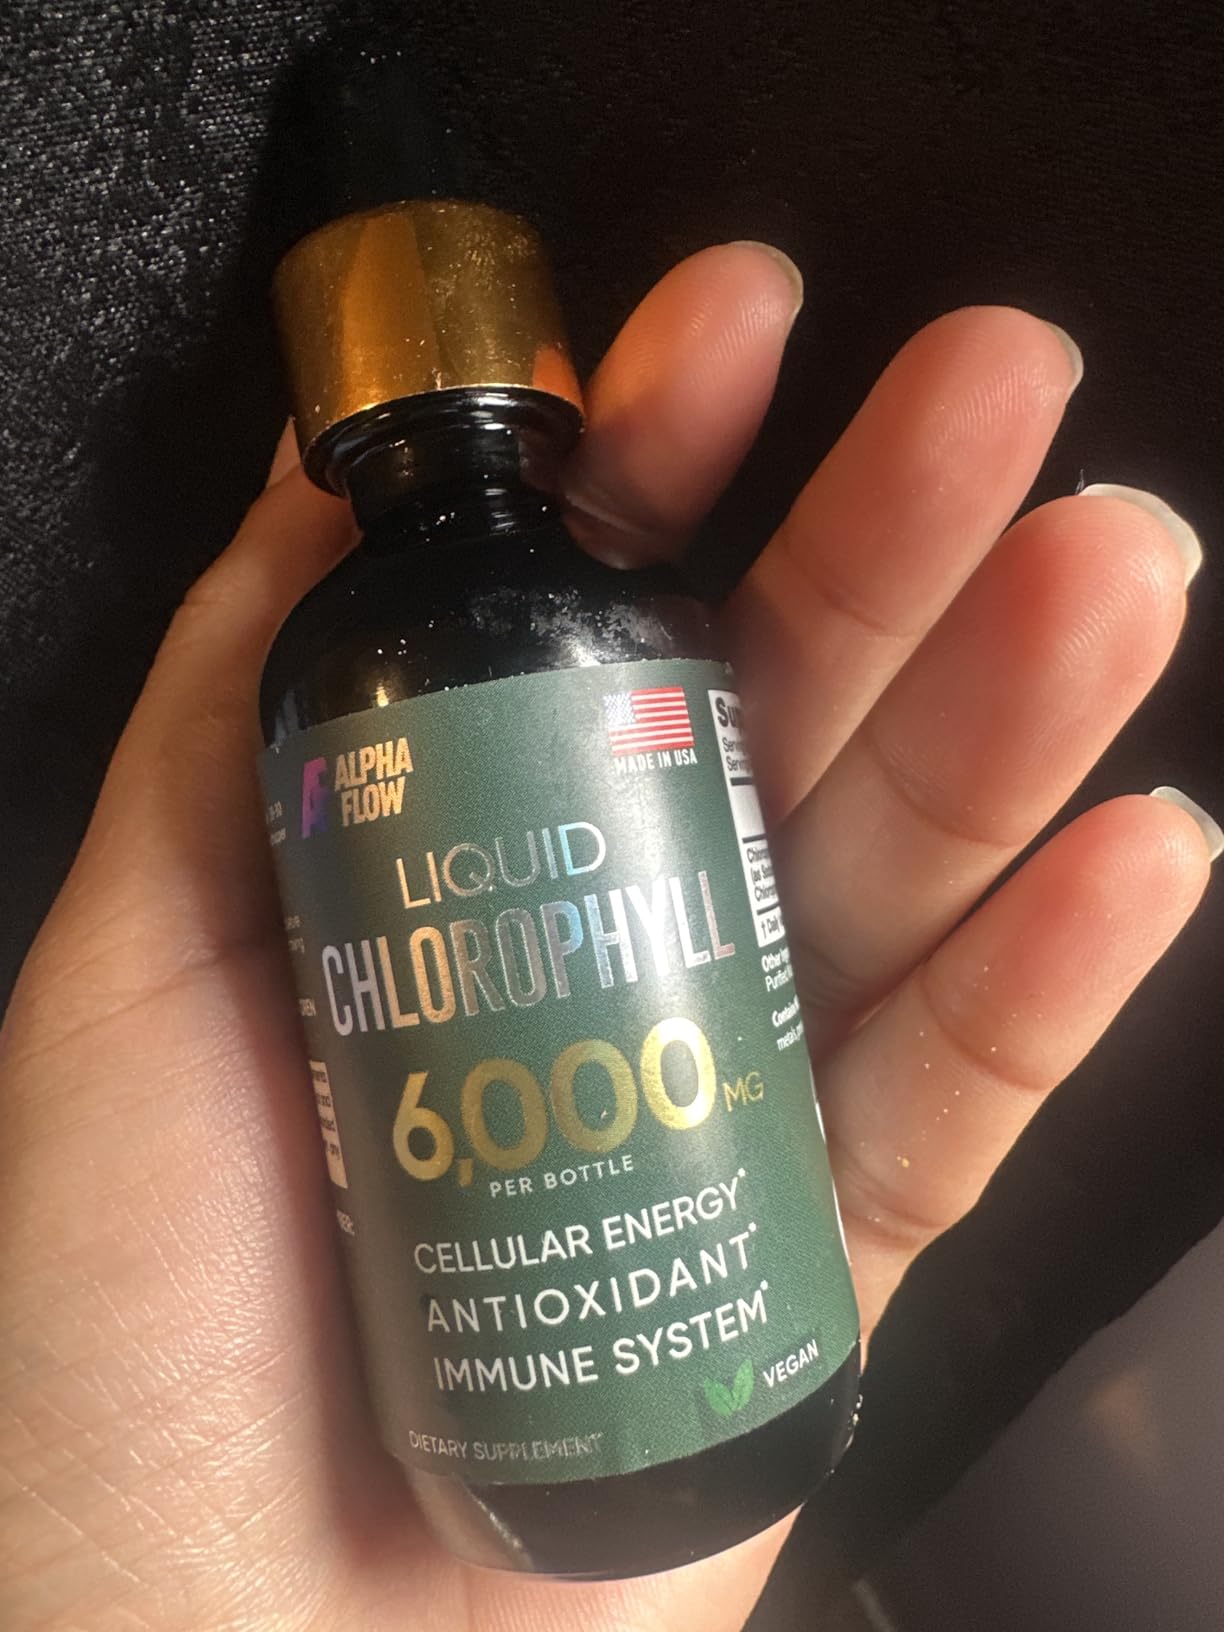 ALPHA
FLOW
MADE IN USA
LIQUID
CHLOROPHYLL
6,000 MG
PER BOTTLE
CELLULAR ENERGY*
ANTIOXIDANT*
IMMUNE SYSTEM*
VEGAN
DIETARY SUPPLEMENT